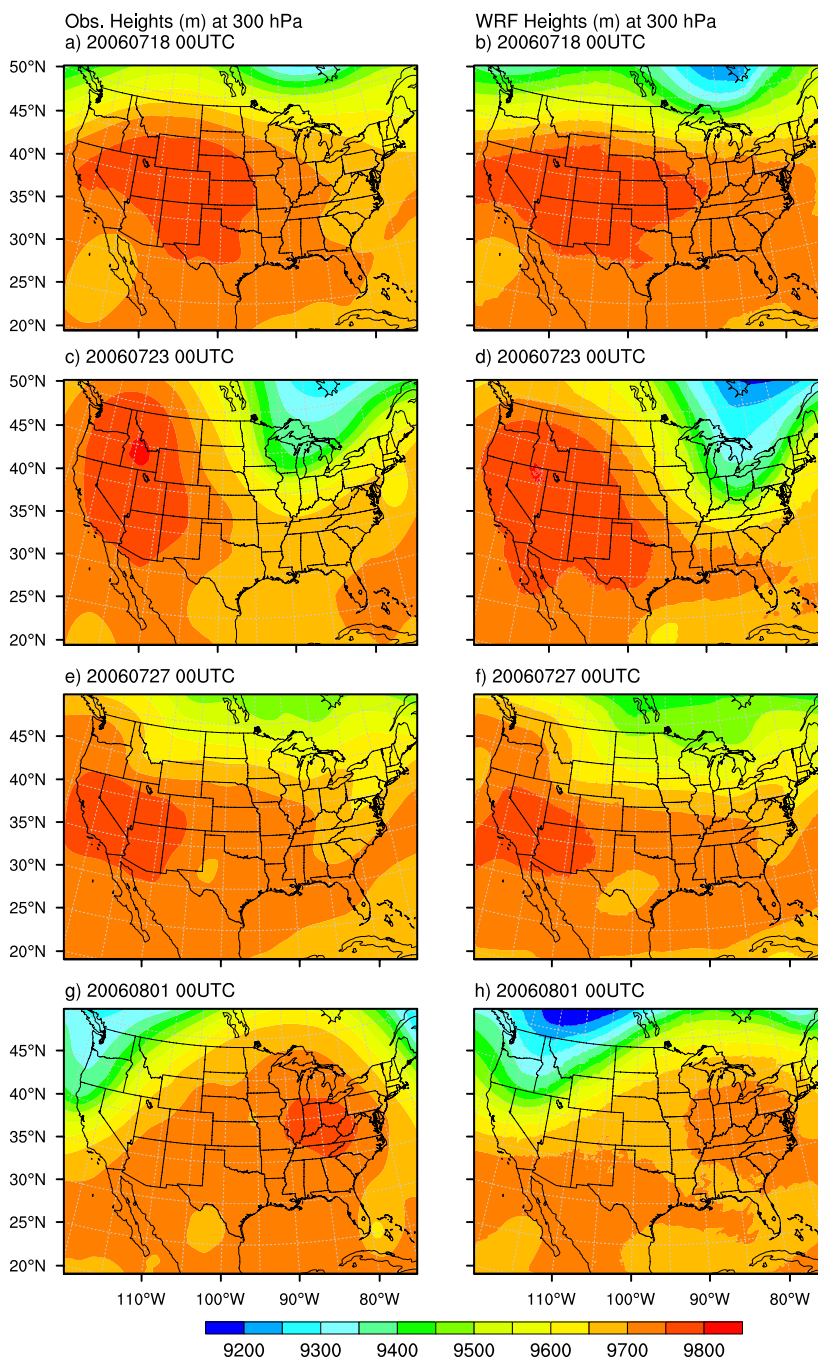 Obs. Heights (m) at 300 hPa
WRF Heights (m) at 300 hPa
a) 20060718 00UTC
b) 20060718 00UTC
50°N
45°N
40°N
35°N
30°N
25°N
20°N
c) 20060723 00UTC
d) 20060723 00UTC
50°N
45°N
40°N
35°N
30°N
25°N
20°N
e) 20060727 00UTC
f) 20060727 00UTC
45°N
40°N
35°N
30°N
25°N
20°N
g) 20060801 00UTC
h) 20060801 00UTC
45°N
40°N
35°N
30°N
25°N
20°N
110°W 100°W 90°W 80°W 110°W 100°W 90°W 80°W
9200 9300 9400 9500 9600 9700 9800